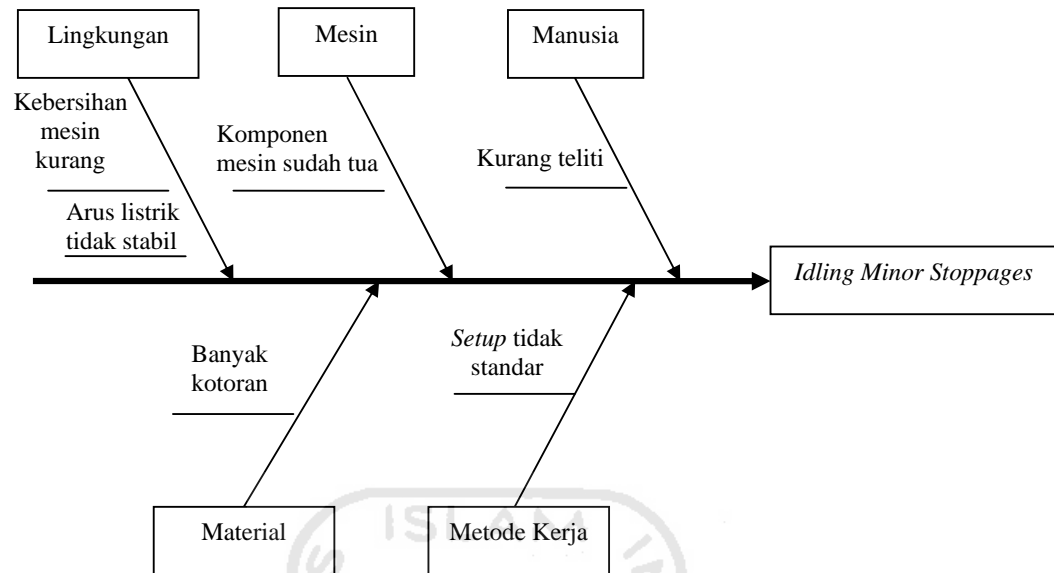 Lingkungan
Mesin
Manusia
Kebersihan
mesin
kurang
Komponen
mesin sudah tua
Kurang teliti
Arus listrik
tidak stabil
Idling Minor Stoppages
Banyak
kotoran
Setup tidak
standar
ISLAM
Material
Metode Kerja